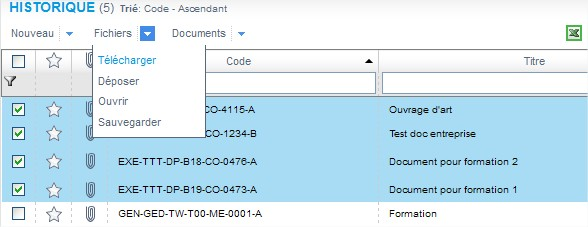 HISTORIQUE (5) Trié: Code - Ascendant
Nouveau Fichiers Documents
Télécharger
Déposer
Ouvrir
Sauvegarder
Code Titre
CO-4115-A Ouvrage d'art
CO-1234-B Test doc entreprise
EXE-TTT-DP-B18-CO-0476-A Document pour formation 2
EXE-TTT-DP-B19-CO-0473-A Document pour formation 1
GEN-GED-TW-T00-ME-0001-A Formation